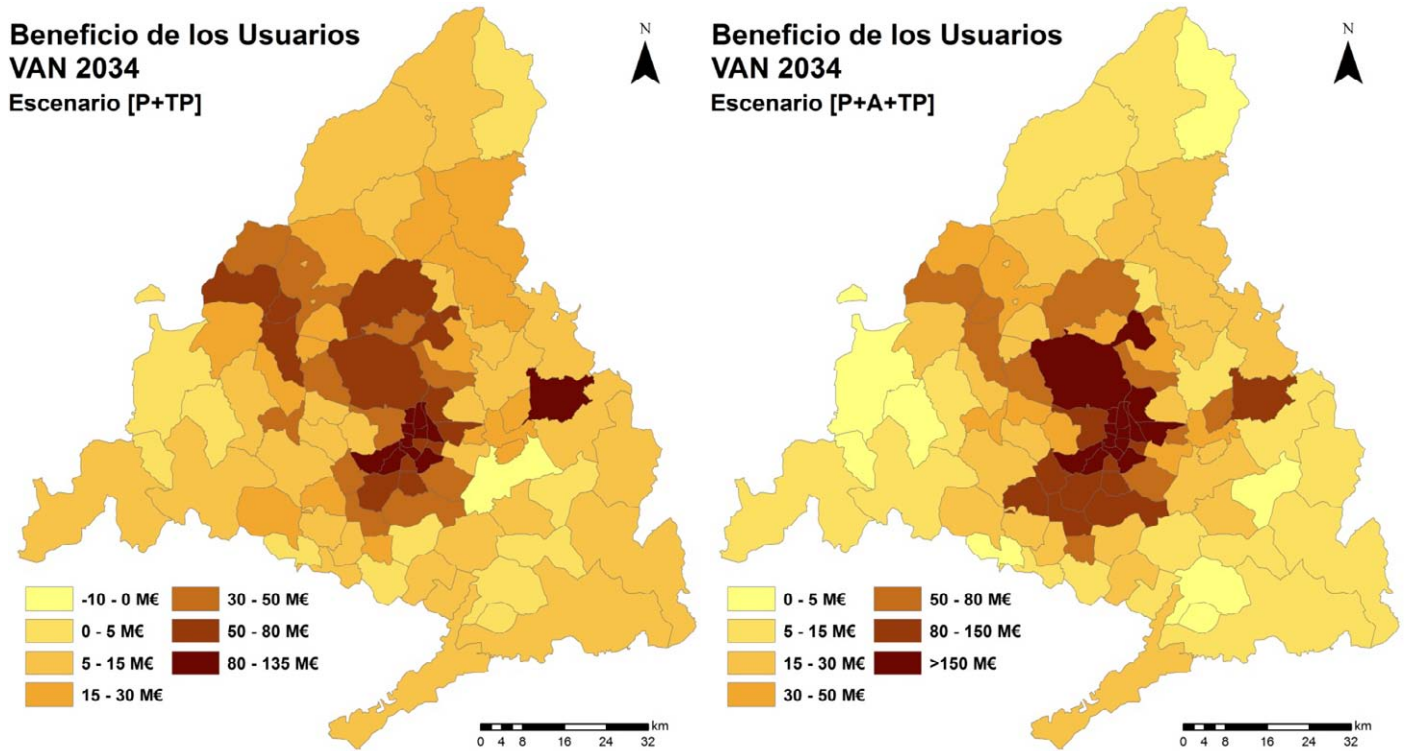 Beneficio de los Usuarios
VAN 2034
Escenario [P+TP]
N
-10 - 0 M€
0 - 5 M€
5 - 15 M€
15 - 30 M€
30 - 50 M€
50 - 80 M€
80 - 135 M€
km
0 4 8 16 24 32
Beneficio de los Usuarios
VAN 2034
Escenario [P+A+TP]
N
0 - 5 M€
5 - 15 M€
15 - 30 M€
30 - 50 M€
50 - 80 M€
80 - 150 M€
>150 M€
km
0 4 8 16 24 32